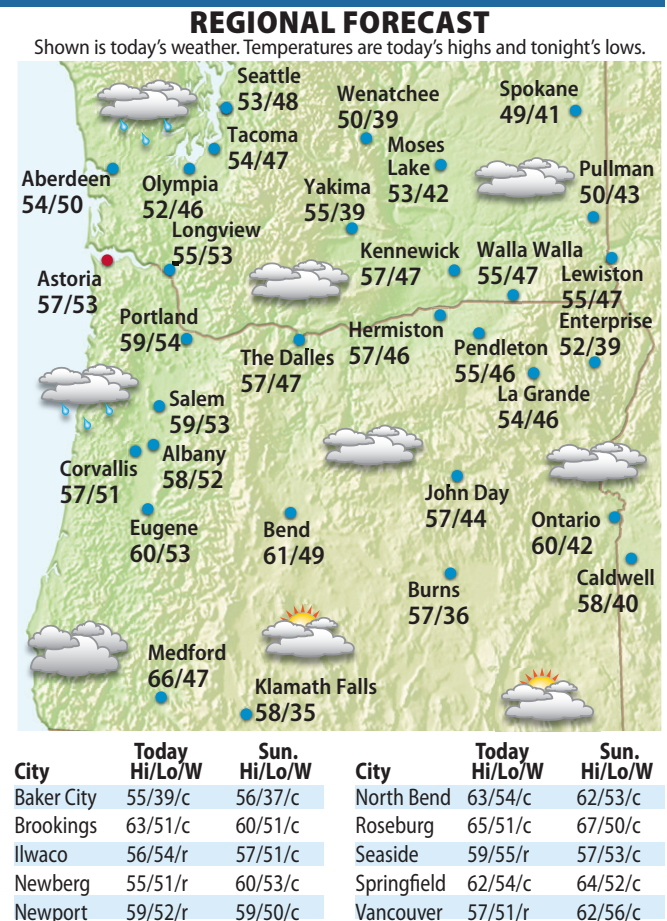 REGIONAL FORECAST
Shown is today's weather. Temperatures are today's highs and tonight's lows.
Seattle
53/48
Wenatchee
50/39
Spokane
49/41
Tacoma
54/47
Moses
Lake
53/42
Pullman
50/43
Aberdeen
54/50
Olympia
52/46
Yakima
55/39
Longview
55/53
Kennewick
57/47
Walla Walla
55/47
Lewiston
55/47
Astoria
57/53
Portland
59/54
The Dalles
57/47
Hermiston
57/46
Pendleton
55/46
Enterprise
52/39
La Grande
54/46
Salem
59/53
Albany
58/52
Corvallis
57/51
Eugene
60/53
Bend
61/49
John Day
57/44
Ontario
60/42
Burns
57/36
Caldwell
58/40
Medford
66/47
Klamath Falls
58/35
Today Sun.
City Hi/Lo/W Hi/Lo/W
Baker City 55/39/c 56/37/c
Brookings 63/51/c 60/51/c
Ilwaco 56/54/r 57/51/c
Newberg 55/51/r 60/53/c
Newport 59/52/r 59/50/c
Today Sun.
City Hi/Lo/W Hi/Lo/W
North Bend 63/54/c 62/53/c
Roseburg 65/51/c 67/50/c
Seaside 59/55/r 57/53/c
Springfield 62/54/c 64/52/c
Vancouver 57/51/r 62/56/c